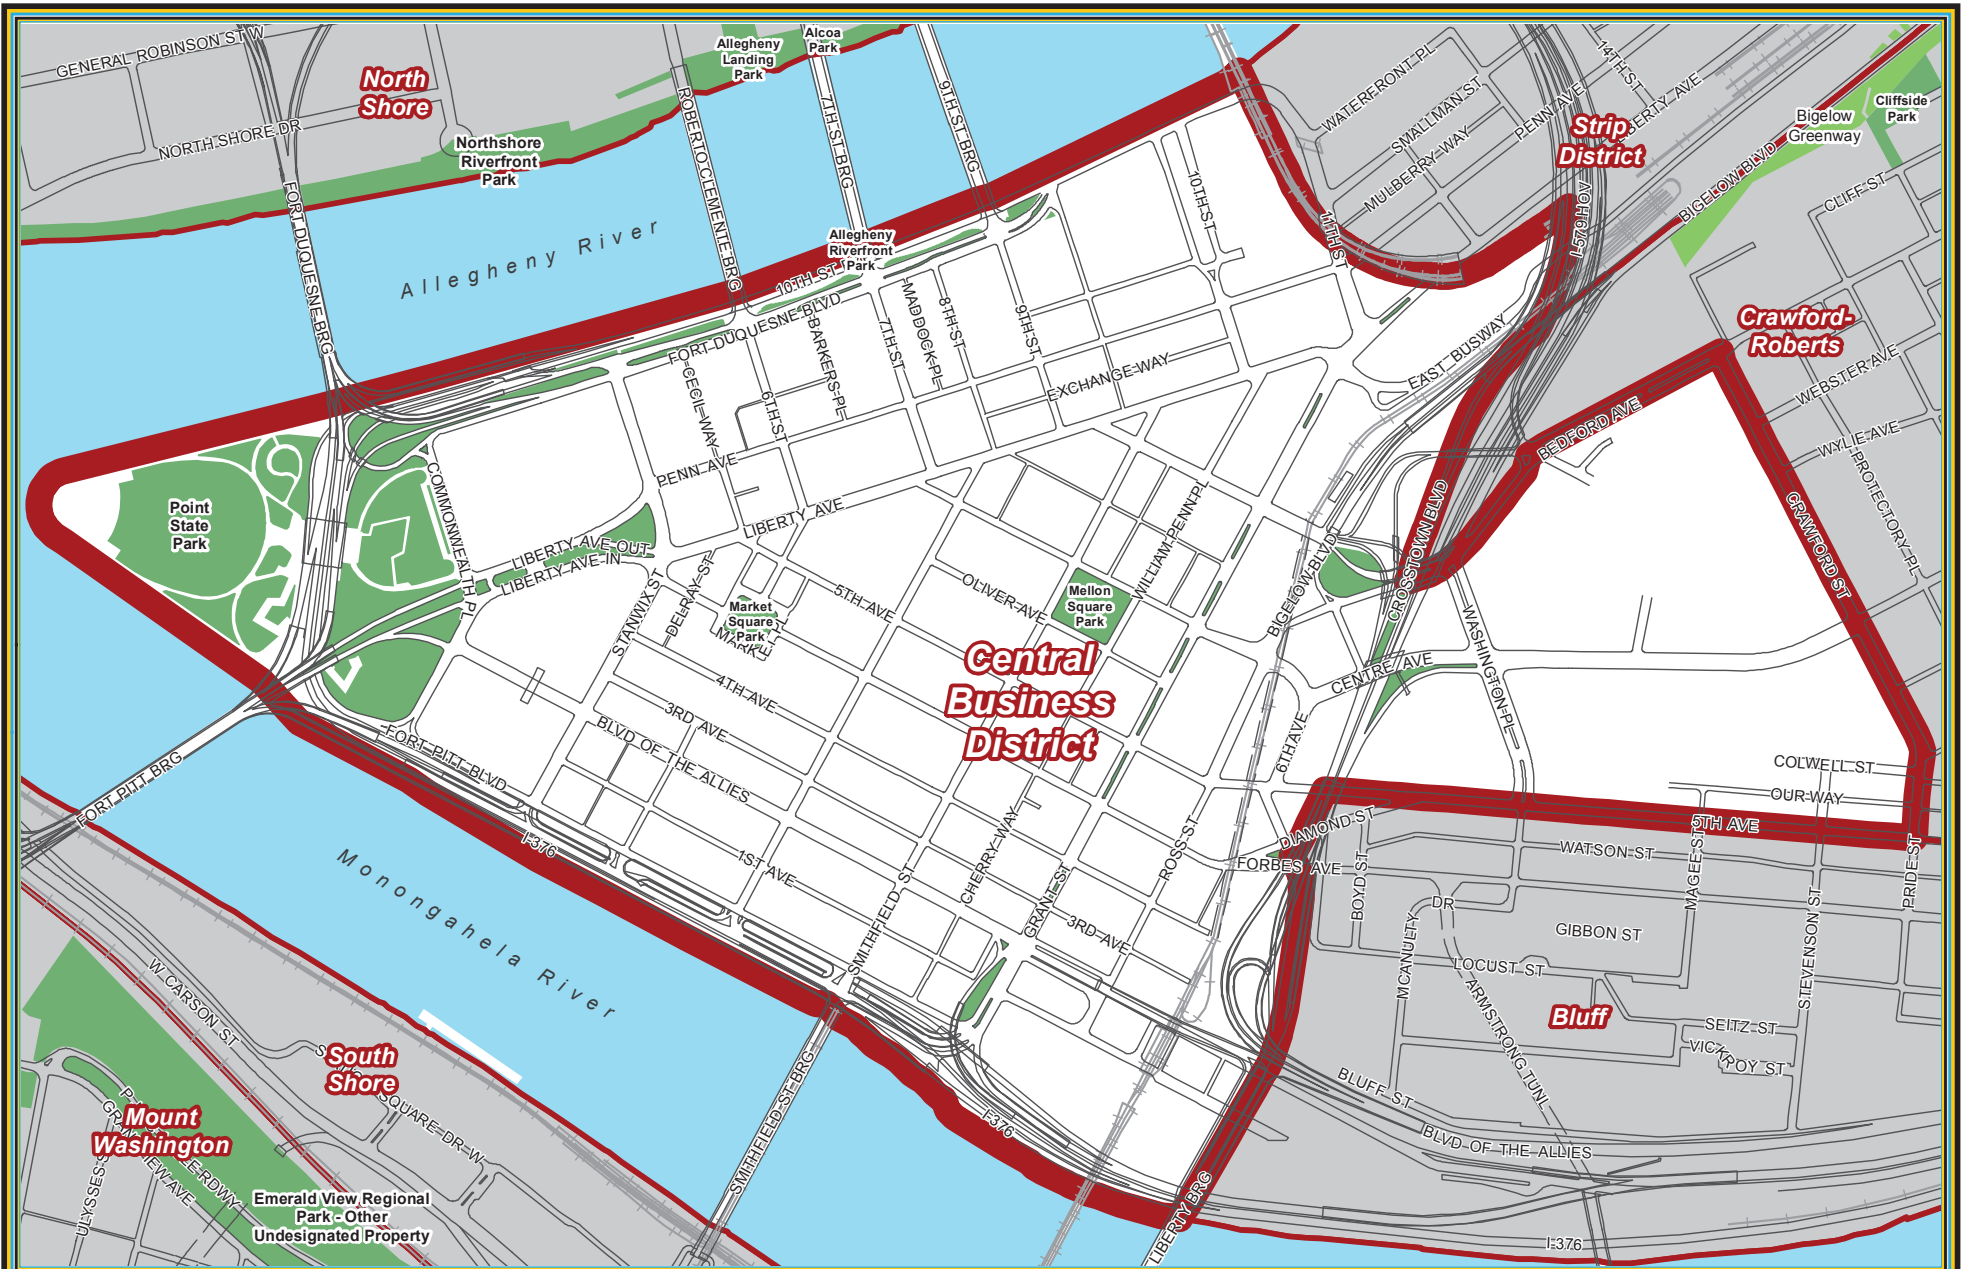 GENERAL ROBINSON ST W
North
Shore
NORTH SHORE DR
Northshore
Riverfront
Park
Allegheny
Landing
Park
Alcoa
Park
FORT DUQUESNE BRG
ROBERTO CLEMENTE BRG
7TH ST BRG
9TH ST BRG
Allegheny River
Allegheny
Riverfront
Park
10TH ST
FORT DUQUESNE BLVD
WATERFRONT PL
SMALLMAN ST
MULBERRY WAY
PENN AVE
14TH ST
Strip
District
BIGELOW BLVD
Bigelow
Greenway
Cliffside
Park
CLIFF ST
I-579 HOV
10TH ST
11TH ST
Crawford-
Roberts
WEBSTER AVE
WYLIE AVE
PROTECTORY PL
CRAWFORD ST
BEDFORD AVE
EAST BUSWAY
CECIL WAY
6TH ST
BARKERS PL
7TH ST
MADDOCK PL
8TH ST
9TH ST
EXCHANGE WAY
PENN AVE
LIBERTY AVE
Point
State
Park
COMMONWEALTH PL
LIBERTY AVE OUT
LIBERTY AVE IN
STANWIX ST
DELRAY ST
Market
Square
Park
5TH AVE
OLIVER AVE
Mellon
Square
Park
WILLIAM PENN PL
BIGELOW BLVD
CROSSTOWN BLVD
WASHINGTON PL
CENTRE AVE
Central
Business
District
4TH AVE
3RD AVE
BLVD OF THE ALLIES
FORT PITT BLVD
FORT PITT BRG
I-376
1ST AVE
SMITHFIELD ST
CHERRY WAY
GRANT ST
3RD AVE
ROSS ST
6TH AVE
DIAMOND ST
FORBES AVE
COLWELL ST
OUR WAY
5TH AVE
WATSON ST
MAGEE ST
PRIDE ST
BOYD ST
MCANULTY
DR
GIBBON ST
LOCUST ST
STEVENSON ST
Bluff
SEITZ ST
VICKROY ST
ARMSTRONG TUNL
BLUFF ST
BLVD OF THE ALLIES
I-376
I-376
LIBERTY BRG
SMITHFIELD ST BRG
Monongahela River
W CARSON ST
South
Shore
SQUARE DR W
Mount
Washington
ULYSSES
Emerald View Regional
Park - Other
Undesignated Property